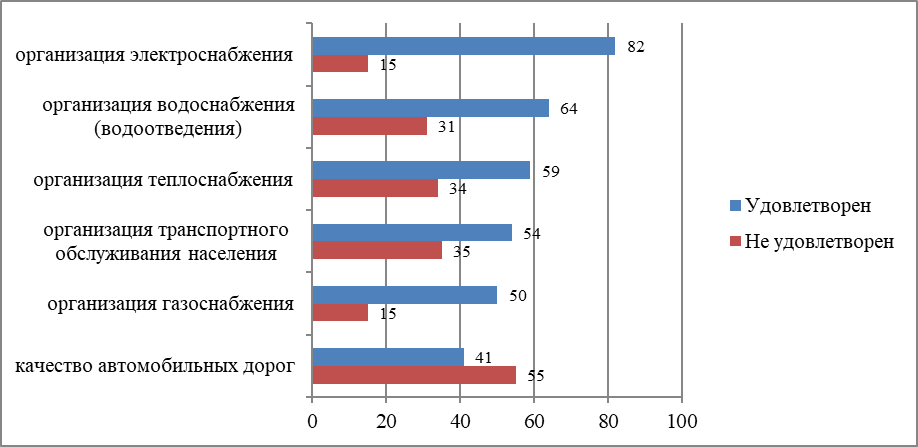 организация электроснабжения
82
15
организация водоснабжения
(водоотведения)
64
31
организация теплоснабжения
59
34
организация транспортного
обслуживания населения
54
35
организация газоснабжения
50
15
качество автомобильных дорог
41
55
0 20 40 60 80 100
Удовлетворен
Не удовлетворен